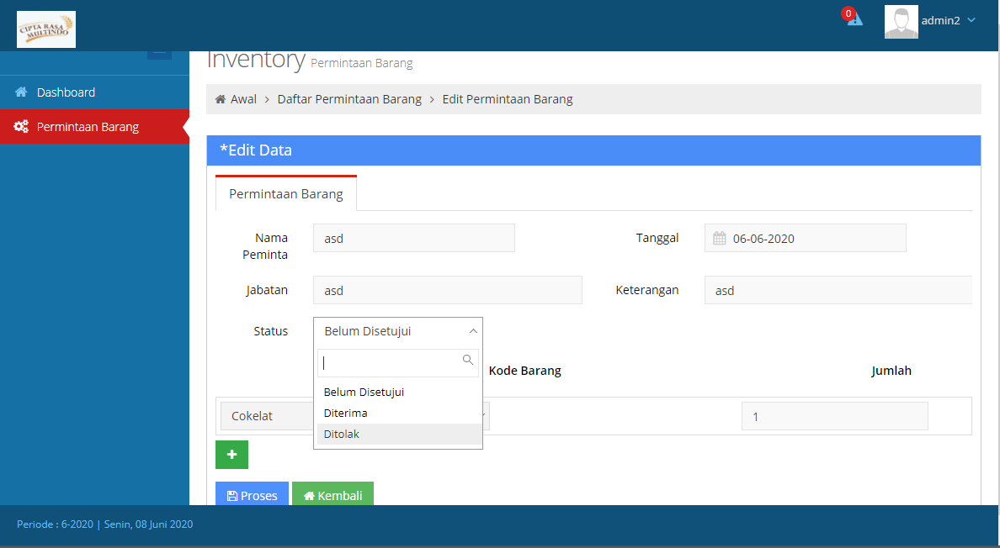 CIPTA RASA
MULTINDO
0
admin2
Inventory Permintaan Barang
Dashboard
Permintaan Barang
Awal > Daftar Permintaan Barang > Edit Permintaan Barang
*Edit Data
Permintaan Barang
Nama Peminta
asd
Tanggal
06-06-2020
Jabatan
asd
Keterangan
asd
Status
Belum Disetujui
Belum Disetujui
Diterima
Ditolak
Kode Barang
Jumlah
Cokelat
1
+
Proses
Kembali
Periode : 6-2020 | Senin, 08 Juni 2020